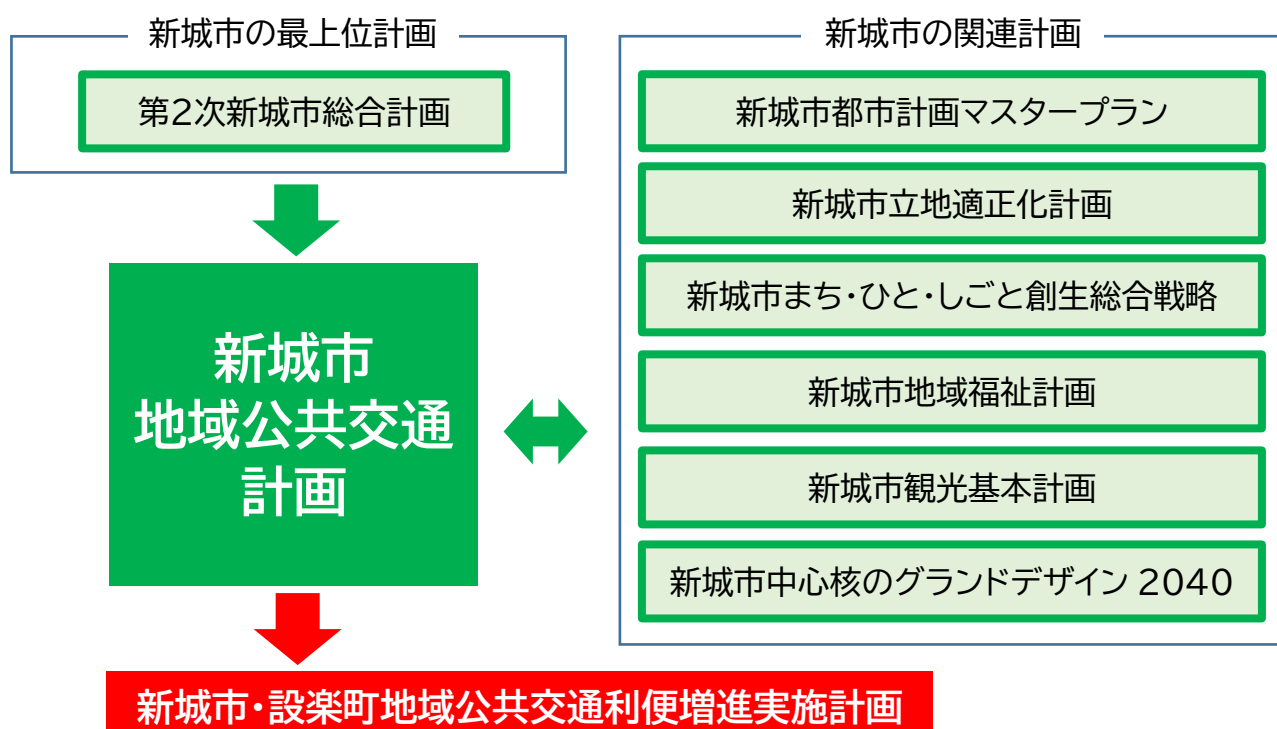 新城市の最上位計画
第2次新城市総合計画
新城市
地域公共交通
計画
新城市・設楽町地域公共交通利便増進実施計画
新城市の関連計画
新城市都市計画マスタープラン
新城市立地適正化計画
新城市まち・ひと・しごと創生総合戦略
新城市地域福祉計画
新城市観光基本計画
新城市中心核のグランドデザイン 2040